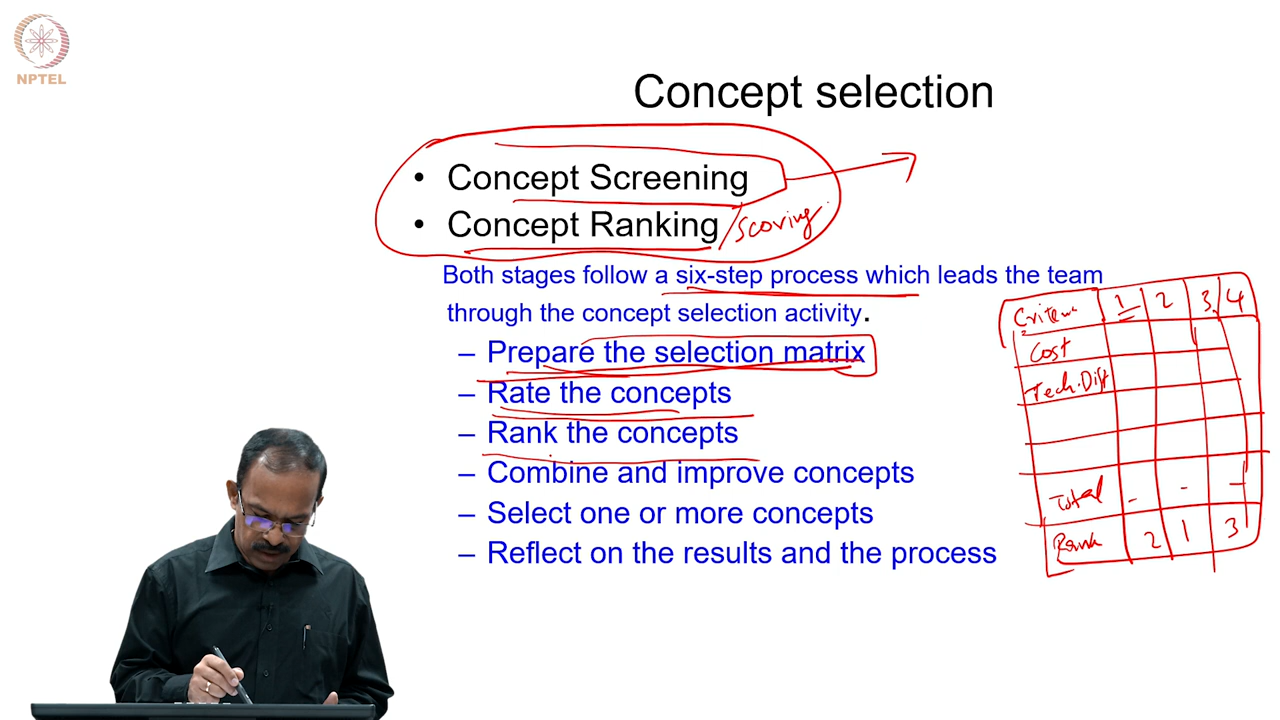 NPTEL
Concept selection
• Concept Screening
• Concept Ranking /Scoring
Both stages follow a six-step process which leads the team
through the concept selection activity.
– Prepare the selection matrix
– Rate the concepts
– Rank the concepts
– Combine and improve concepts
– Select one or more concepts
– Reflect on the results and the process
1 2 3 4
Cost
Tech. Diff
Total - - -
Rank 2 1 3